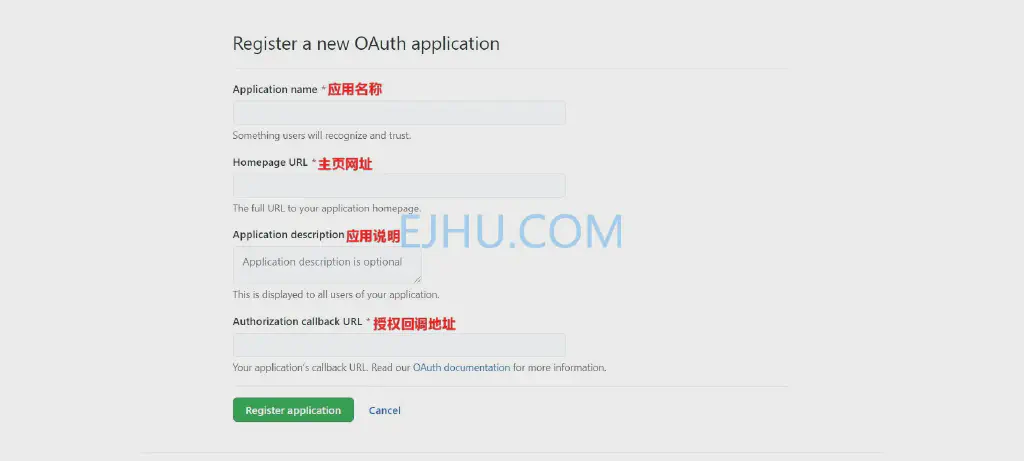 Register a new OAuth application
Application name * 应用名称
Something users will recognize and trust.
Homepage URL * 主页网址
The full URL to your application homepage.
EJHU.COM
Application description 应用说明
Application description is optional
This is displayed to all users of your application.
Authorization callback URL * 授权回调地址
Your application's callback URL. Read our OAuth documentation for more information.
Register application Cancel